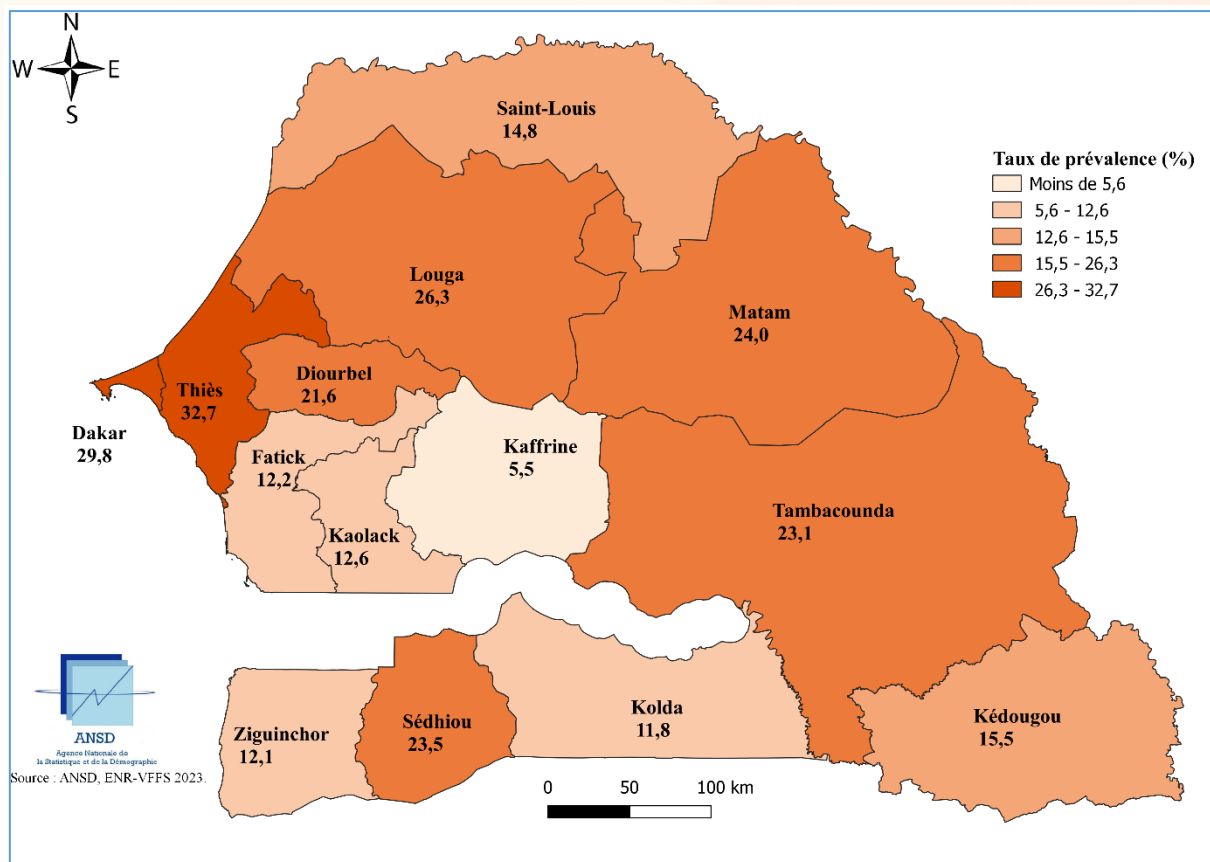 N
W E
S
Saint-Louis
14,8
Taux de prévalence (%)
Moins de 5,6
5,6 - 12,6
12,6 - 15,5
15,5 - 26,3
26,3 - 32,7
Louga
26,3
Matam
24,0
Diourbel
21,6
Thiès
32,7
Dakar
29,8
Fatick
12,2
Kaffrine
5,5
Kaolack
12,6
Tambacounda
23,1
Ziguinchor
12,1
Sédhiou
23,5
Kolda
11,8
Kédougou
15,5
ANSD
Agence Nationale de
la Statistique et de la Démographie
Source : ANSD, ENR-VFFS 2023.
0 50 100 km